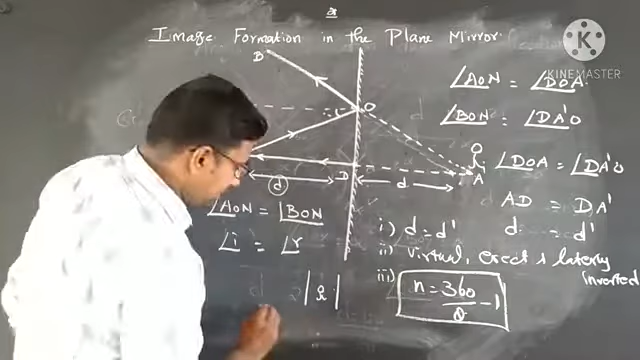 Image Formation in the Plane Mirror.
KINEMASTER
B
O
∠AON = ∠DOA.
∠BON = ∠DA'O
∠DOA = ∠DA'O
D
d
d
A'
AD = DA'
d = d'
∠AON = ∠BON
∠i = ∠r
i) d = d'
ii) Virtual, erect & laterly
inverted
iii) n = 360/θ - 1